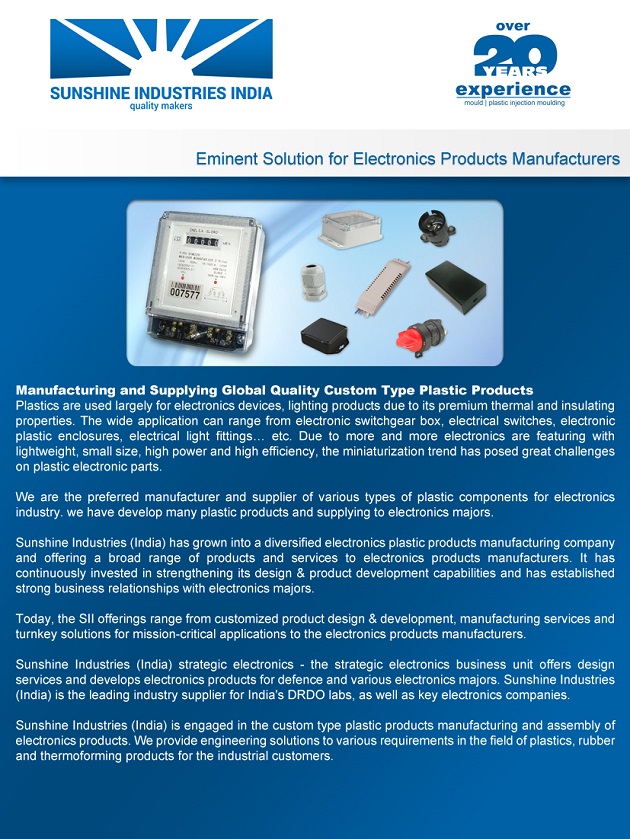 SUNSHINE INDUSTRIES INDIA
quality makers
over
20
YEARS
experience
mould | plastic injection moulding
Eminent Solution for Electronics Products Manufacturers
007577
Manufacturing and Supplying Global Quality Custom Type Plastic Products
Plastics are used largely for electronics devices, lighting products due to its premium thermal and insulating
properties. The wide application can range from electronic switchgear box, electrical switches, electronic
plastic enclosures, electrical light fittings… etc. Due to more and more electronics are featuring with
lightweight, small size, high power and high efficiency, the miniaturization trend has posed great challenges
on plastic electronic parts.
We are the preferred manufacturer and supplier of various types of plastic components for electronics
industry. we have develop many plastic products and supplying to electronics majors.
Sunshine Industries (India) has grown into a diversified electronics plastic products manufacturing company
and offering a broad range of products and services to electronics products manufacturers. It has
continuously invested in strengthening its design & product development capabilities and has established
strong business relationships with electronics majors.
Today, the SII offerings range from customized product design & development, manufacturing services and
turnkey solutions for mission-critical applications to the electronics products manufacturers.
Sunshine Industries (India) strategic electronics - the strategic electronics business unit offers design
services and develops electronics products for defence and various electronics majors. Sunshine Industries
(India) is the leading industry supplier for India's DRDO labs, as well as key electronics companies.
Sunshine Industries (India) is engaged in the custom type plastic products manufacturing and assembly of
electronics products. We provide engineering solutions to various requirements in the field of plastics, rubber
and thermoforming products for the industrial customers.